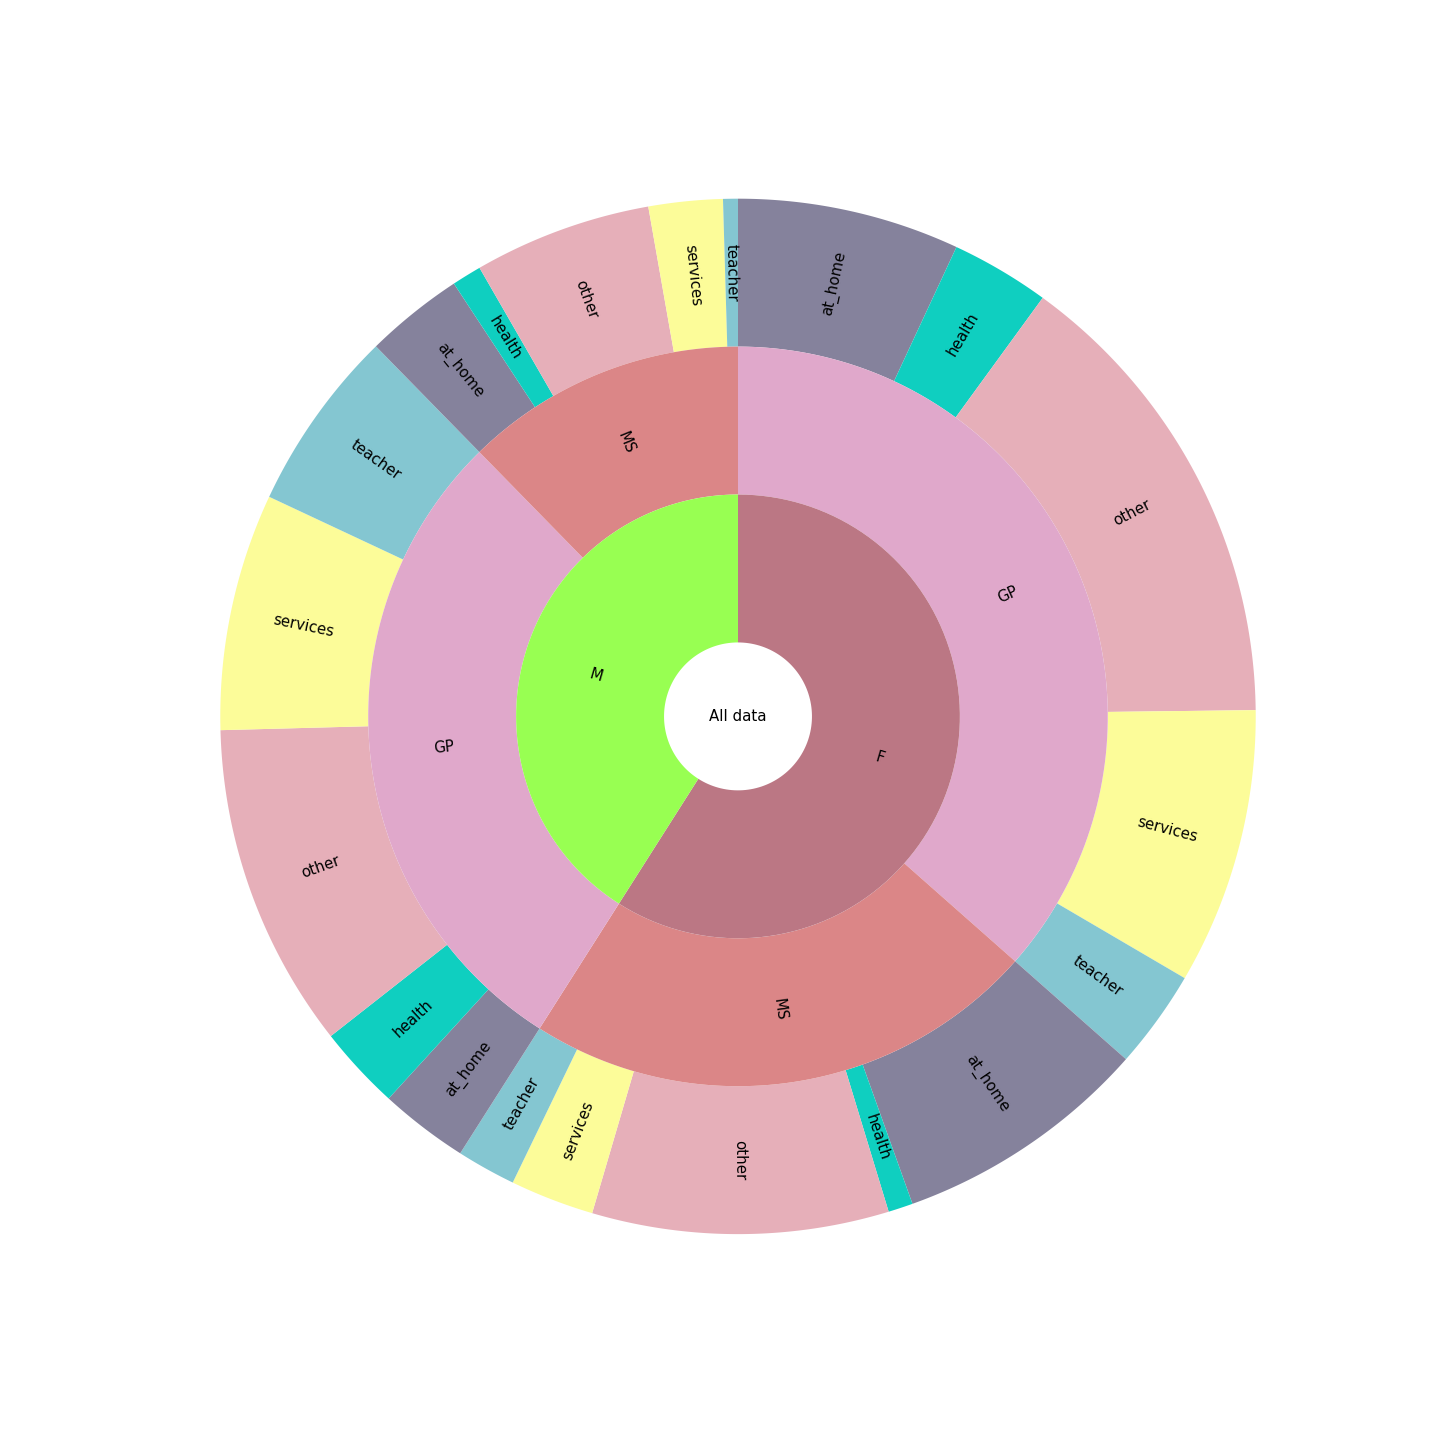 All data
F
M
GP
MS
GP
MS
at_home
health
other
services
teacher
at_home
health
other
services
teacher
at_home
health
other
services
teacher
at_home
health
other
services
teacher